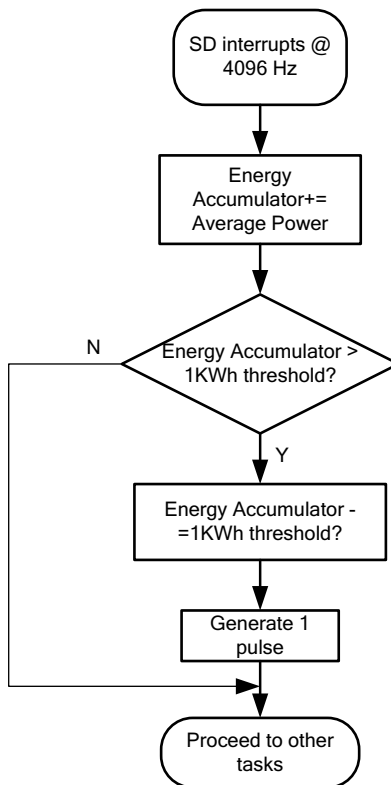 SD interrupts @
4096 Hz
Energy
Accumulator+=
Average Power
N
Energy Accumulator >
1KWh threshold?
Y
Energy Accumulator -
=1KWh threshold?
Generate 1
pulse
Proceed to other
tasks